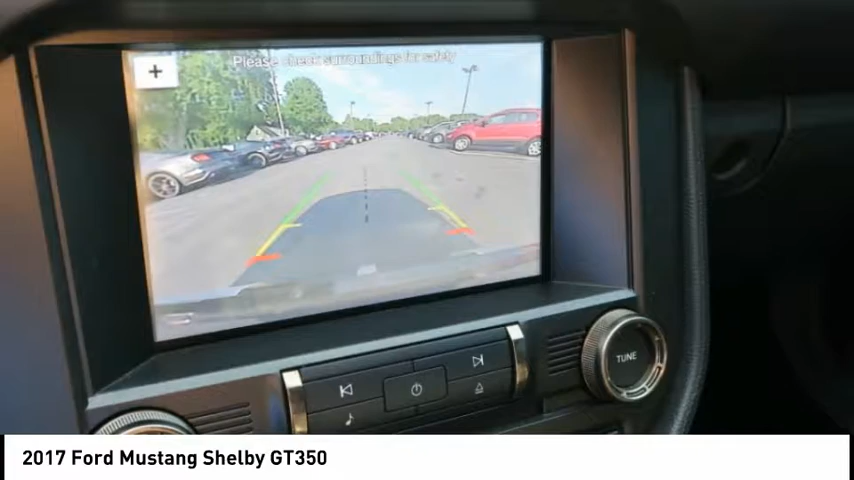 Please check surroundings for safety
+
TUNE
2017 Ford Mustang Shelby GT350